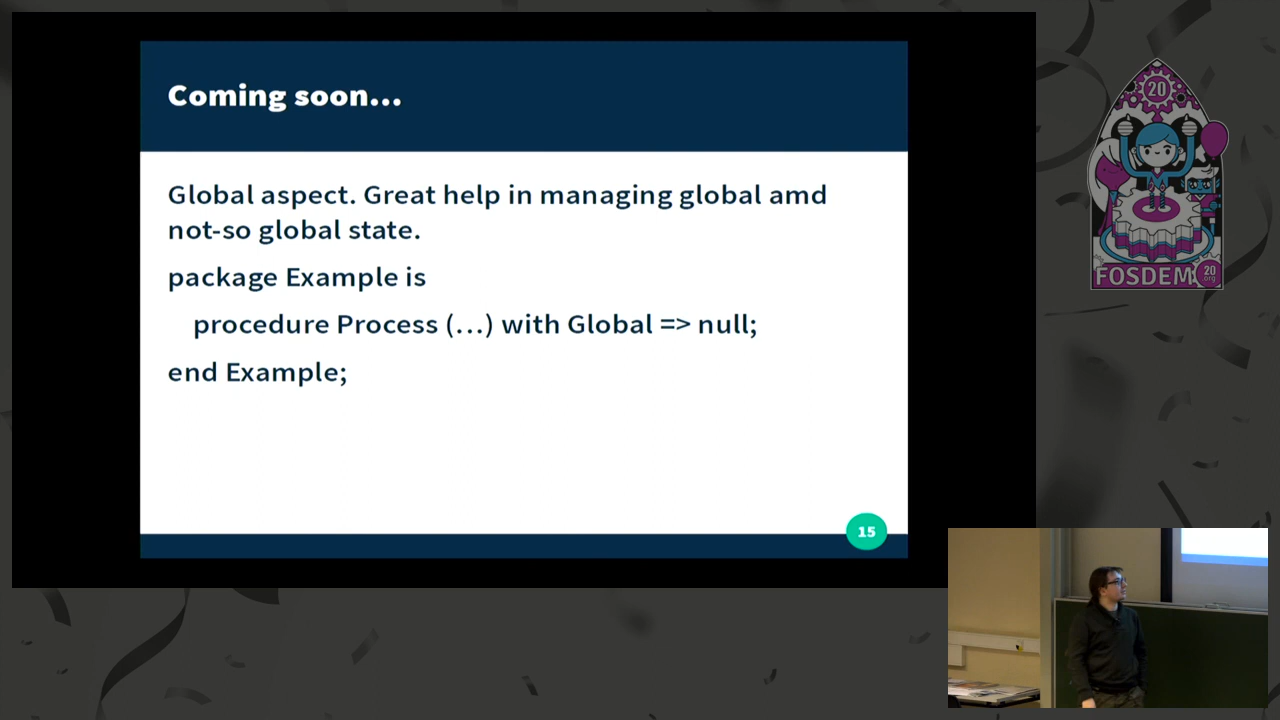 Coming soon...
Global aspect. Great help in managing global amd
not-so global state.
package Example is
procedure Process (...) with Global => null;
end Example;
15
20
FOSDEM
20
org